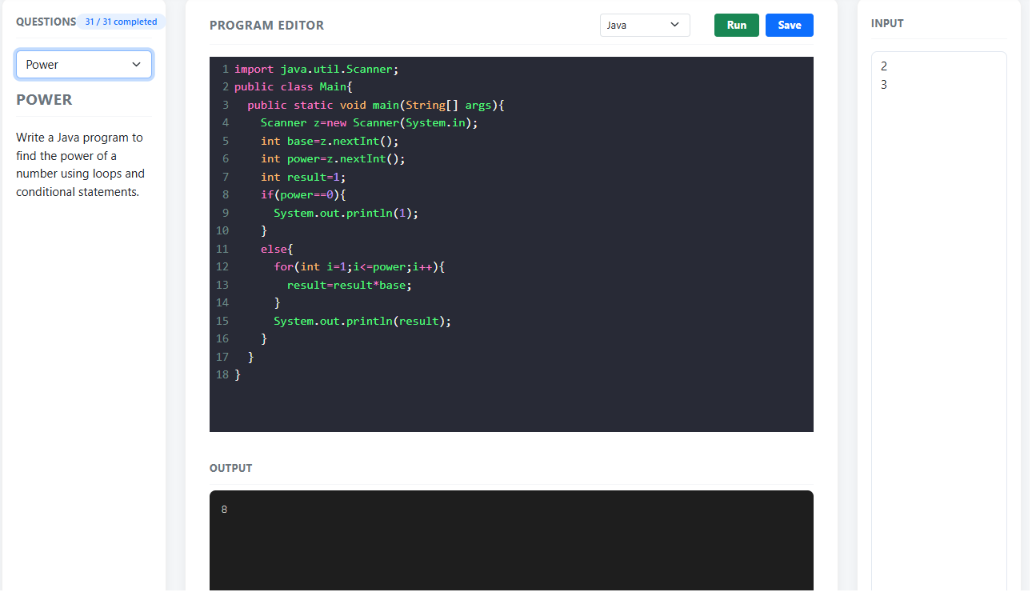 QUESTIONS 31 / 31 completed
Power
POWER
Write a Java program to
find the power of a
number using loops and
conditional statements.
PROGRAM EDITOR
Java
Run
Save
1 import java.util.Scanner;
2 public class Main{
3   public static void main(String[] args){
4     Scanner z=new Scanner(System.in);
5     int base=z.nextInt();
6     int power=z.nextInt();
7     int result=1;
8     if(power==0){
9       System.out.println(1);
10     }
11     else{
12       for(int i=1;i<=power;i++){
13         result=result*base;
14       }
15       System.out.println(result);
16     }
17   }
18 }
OUTPUT
8
INPUT
2
3